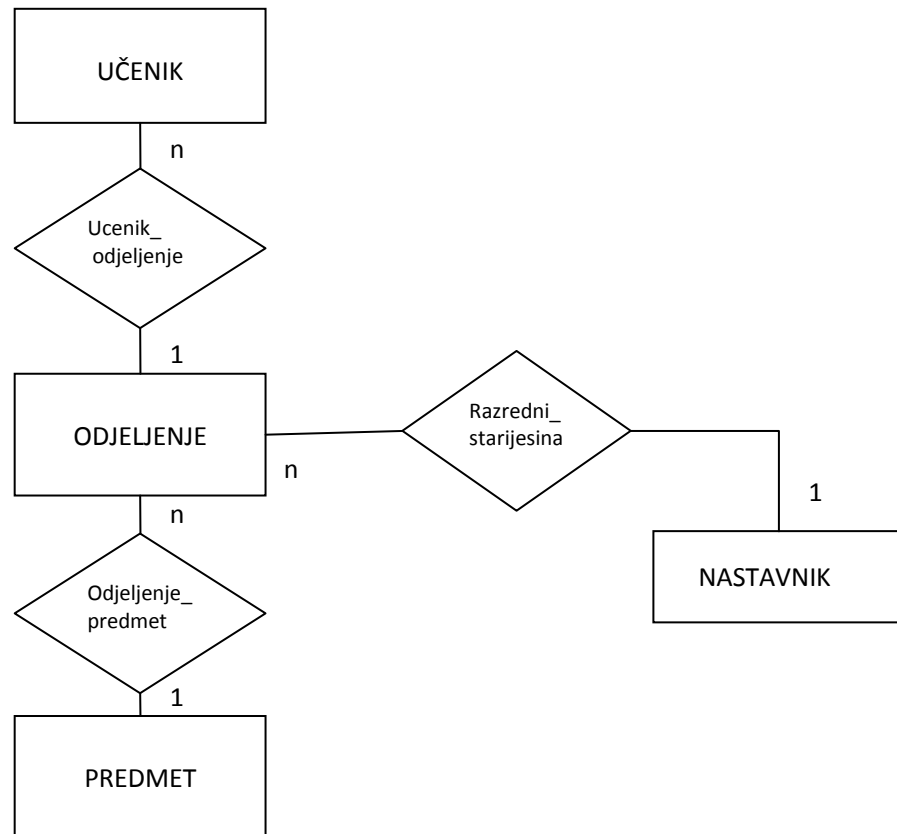 UČENIK
n
Ucenik_
odjeljenje
1
ODJELJENJE
n
Razredni_
starijesina
1
NASTAVNIK
n
Odjeljenje_
predmet
1
PREDMET